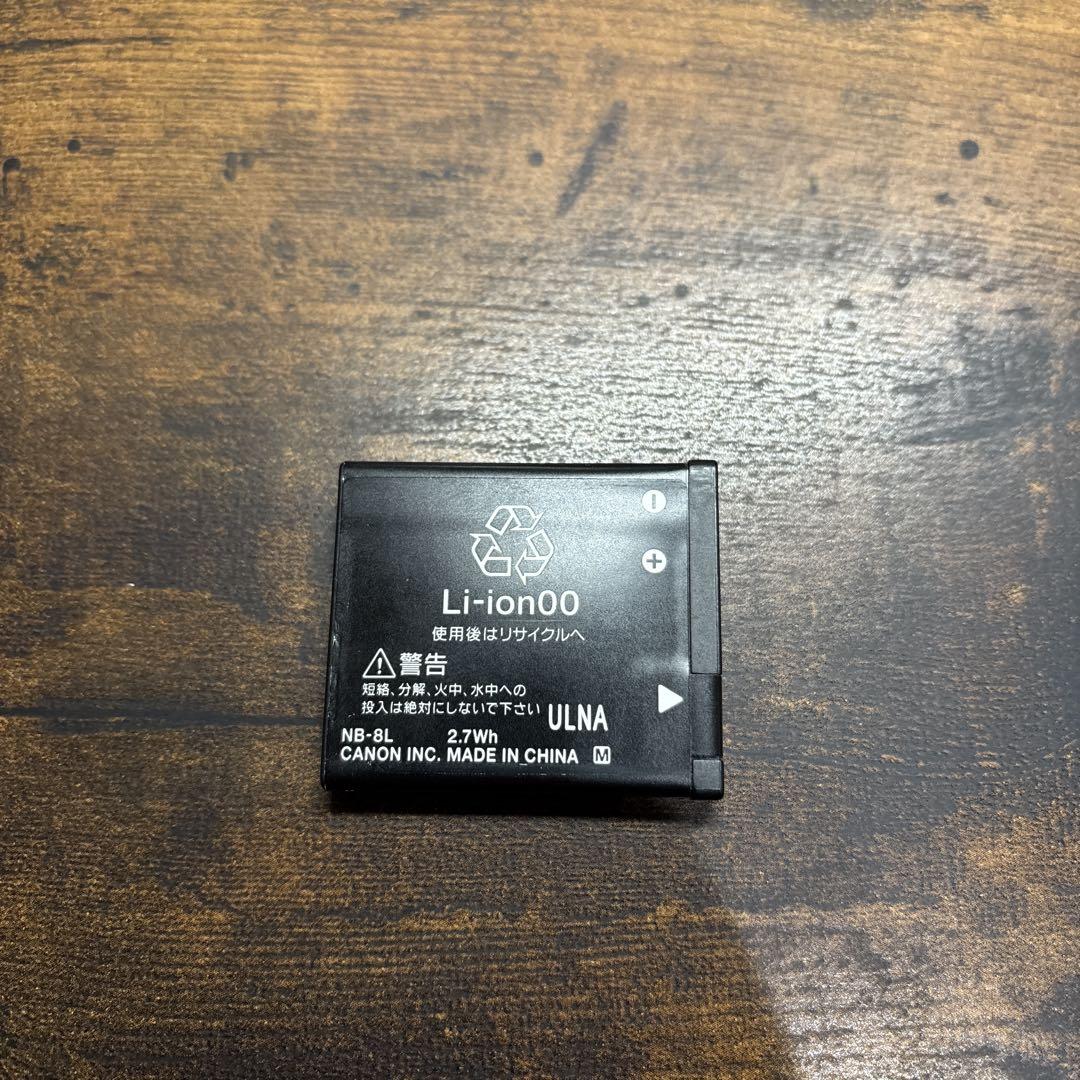 Li-ion00
使用後はリサイクルへ
警告
短絡、分解、火中、水中への
投入は絶対にしないで下さい
ULNA
NB-8L 2.7Wh
CANON INC. MADE IN CHINA M